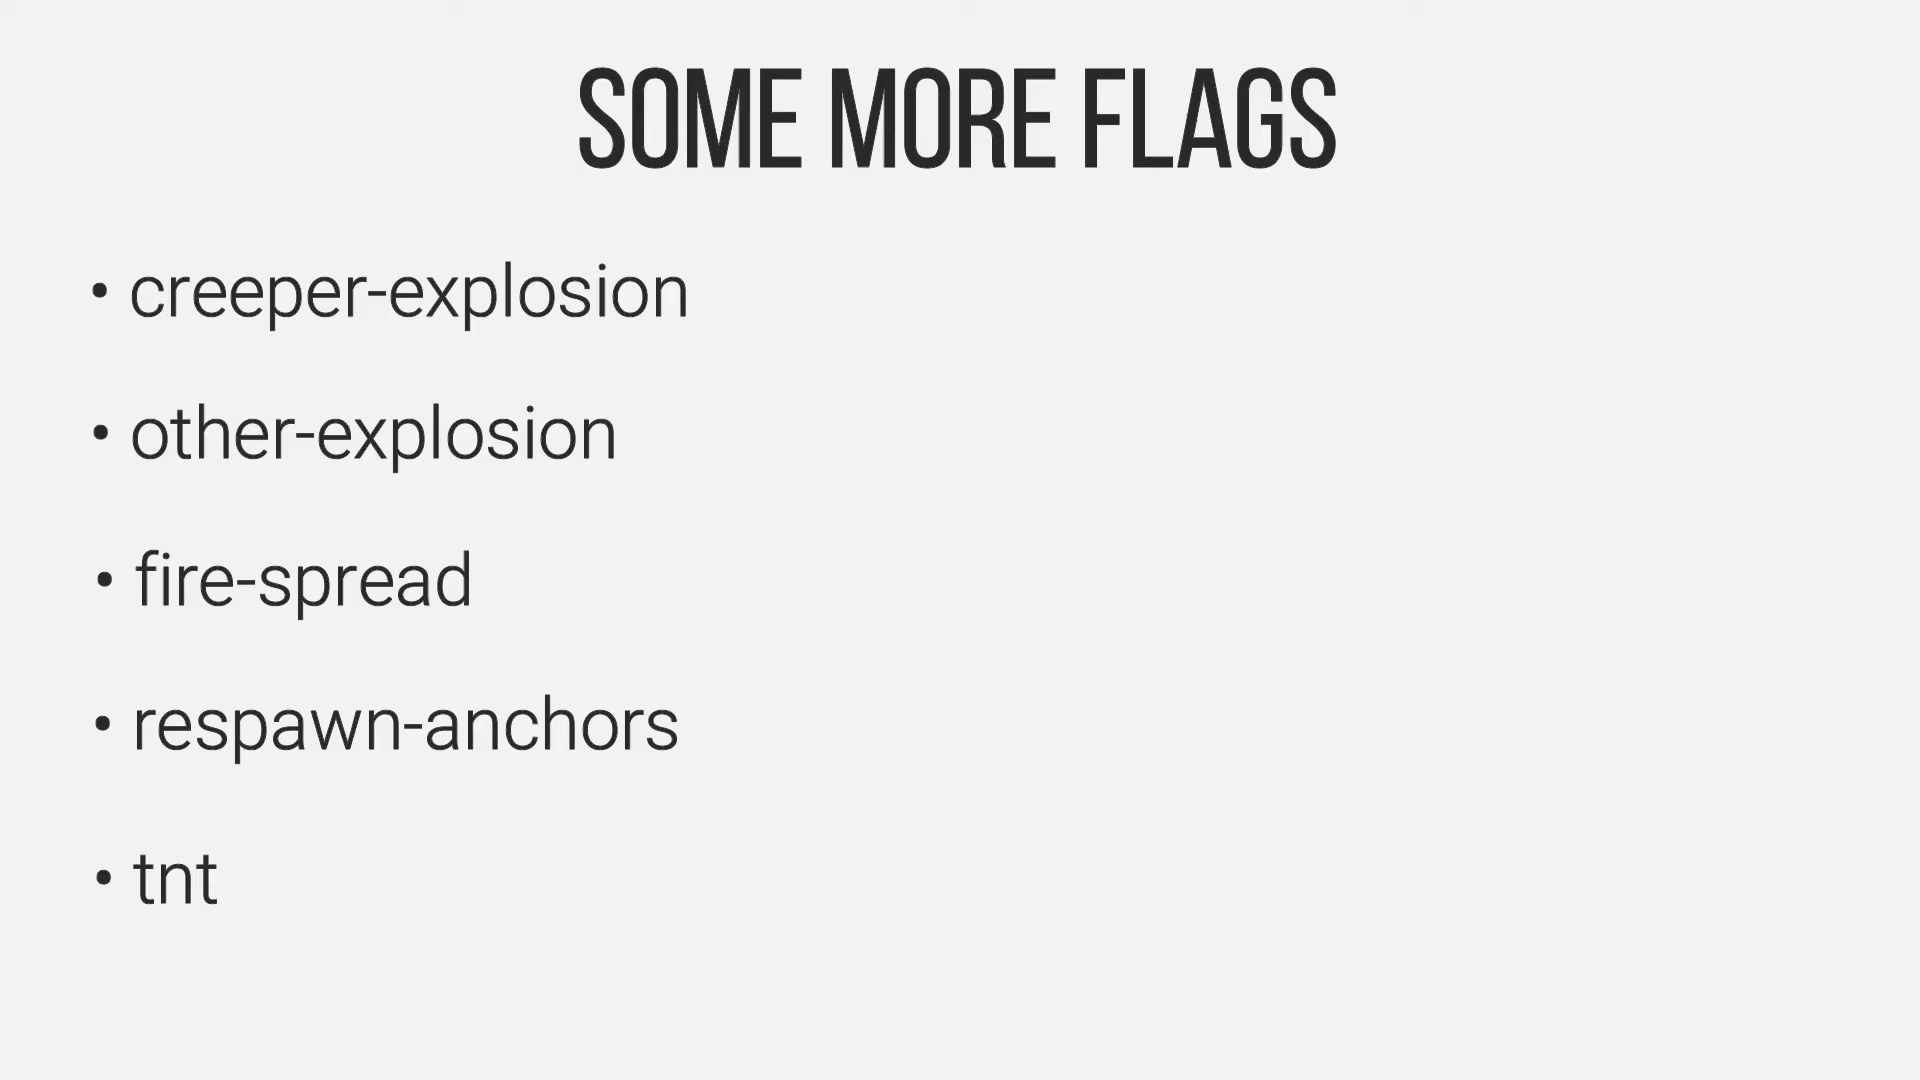 SOME MORE FLAGS
• creeper-explosion
• other-explosion
• fire-spread
• respawn-anchors
• tnt